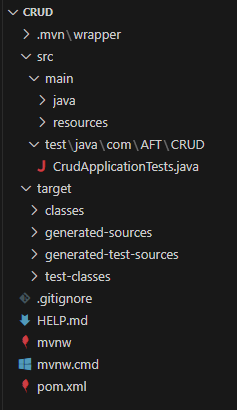 CRUD
.mvn\wrapper
src
main
java
resources
test\java\com\AFT\CRUD
CrudApplicationTests.java
target
classes
generated-sources
generated-test-sources
test-classes
.gitignore
HELP.md
mvnw
mvnw.cmd
pom.xml